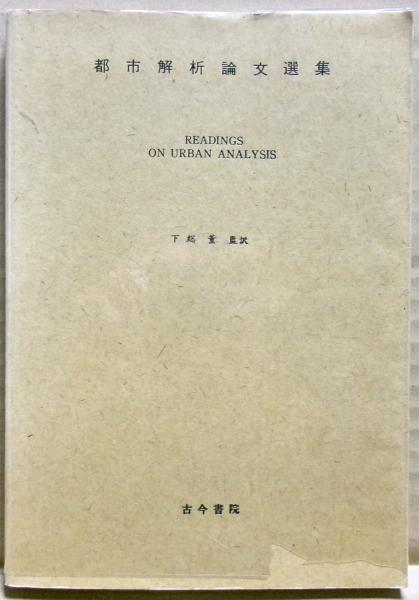 都市解析論文選集
READINGS
ON URBAN ANALYSIS
下総 薫 監訳
古今書院